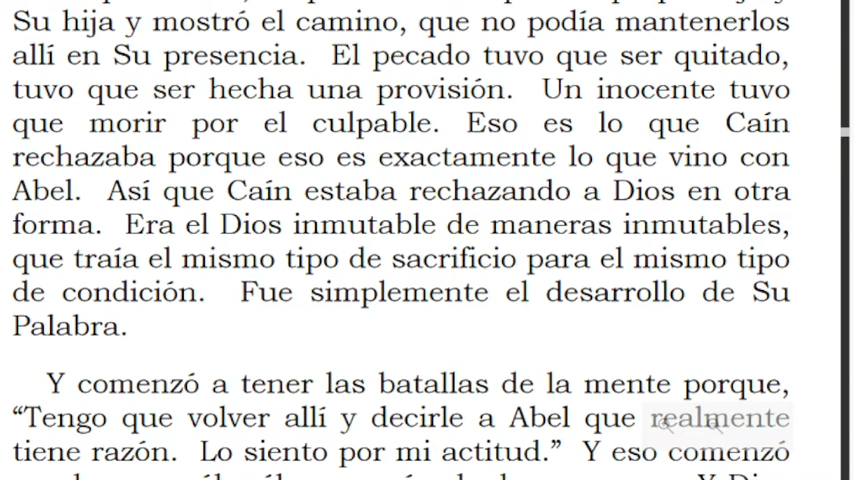 Su hija y mostró el camino, que no podía mantenerlos
allí en Su presencia. El pecado tuvo que ser quitado,
tuvo que ser hecha una provisión. Un inocente tuvo
que morir por el culpable. Eso es lo que Caín
rechazaba porque eso es exactamente lo que vino con
Abel. Así que Caín estaba rechazando a Dios en otra
forma. Era el Dios inmutable de maneras inmutables,
que traía el mismo tipo de sacrificio para el mismo tipo
de condición. Fue simplemente el desarrollo de Su
Palabra.
Y comenzó a tener las batallas de la mente porque,
“Tengo que volver allí y decirle a Abel que realmente
tiene razón. Lo siento por mi actitud.” Y eso comenzó